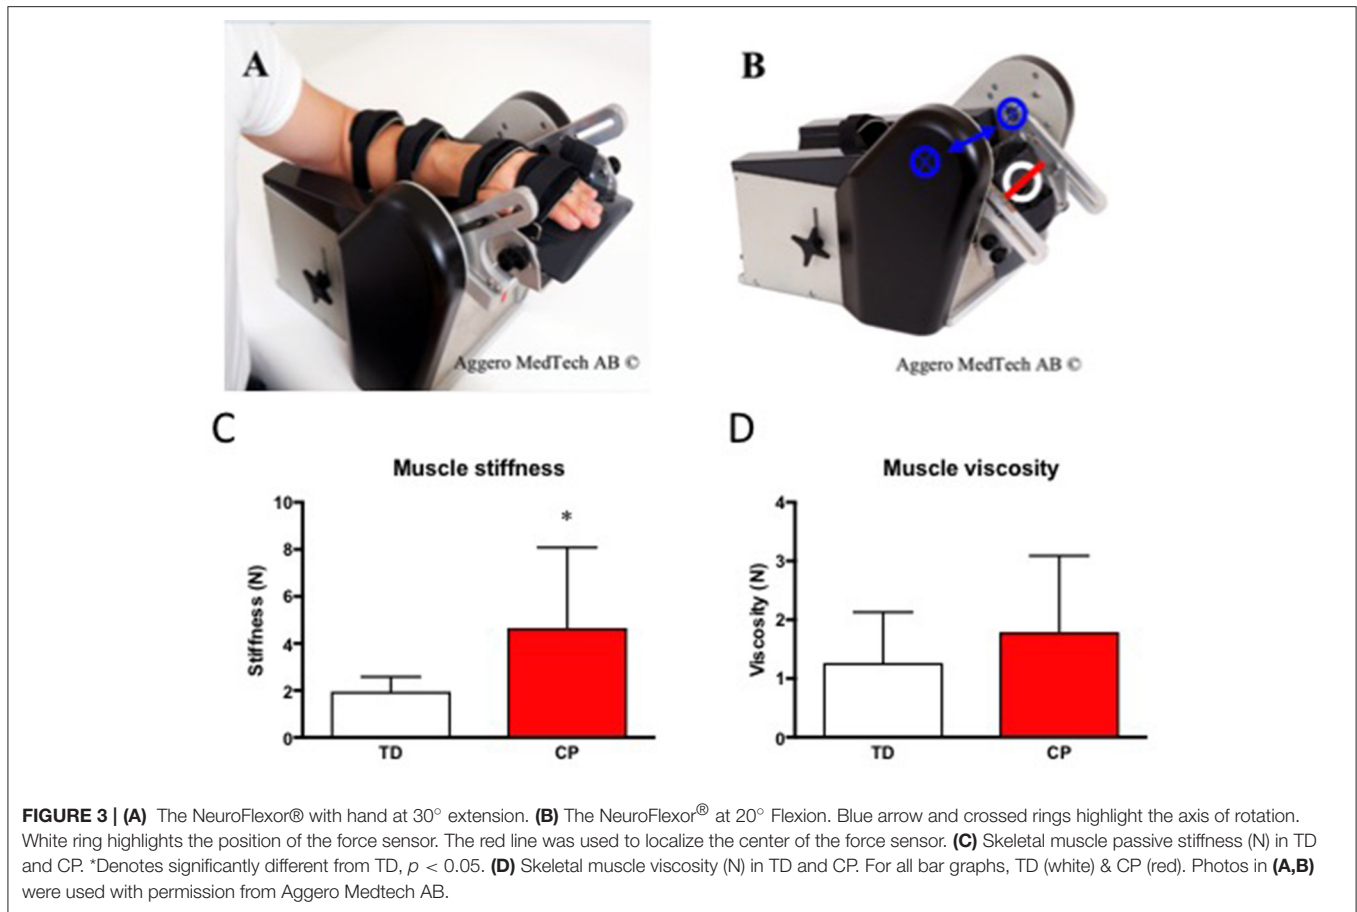 A
B
Aggero MedTech AB ©
Aggero MedTech AB ©
C
D
Muscle stiffness
Muscle viscosity
Stiffness (N)
10
8
6
4
2
0
*
TD
CP
Viscosity (N)
4
3
2
1
0
TD
CP
FIGURE 3 | (A) The NeuroFlexor® with hand at 30° extension. (B) The NeuroFlexor® at 20° Flexion. Blue arrow and crossed rings highlight the axis of rotation.
White ring highlights the position of the force sensor. The red line was used to localize the center of the force sensor. (C) Skeletal muscle passive stiffness (N) in TD
and CP. *Denotes significantly different from TD, p < 0.05. (D) Skeletal muscle viscosity (N) in TD and CP. For all bar graphs, TD (white) & CP (red). Photos in (A,B)
were used with permission from Aggero Medtech AB.